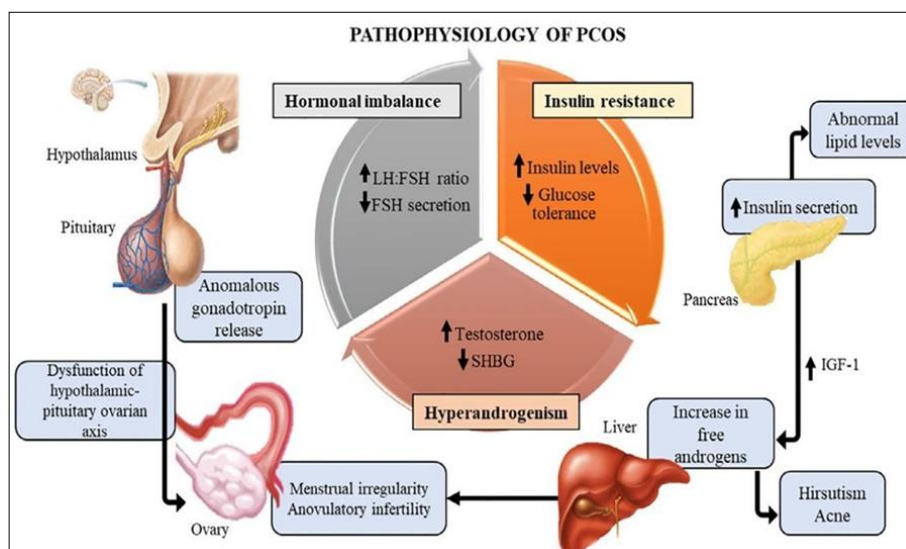 PATHOPHYSIOLOGY OF PCOS
Hormonal imbalance
Insulin resistance
Hypothalamus
Pituitary
↑ LH:FSH ratio
↓ FSH secretion
↑ Insulin levels
↓ Glucose
tolerance
Abnormal
lipid levels
↑ Insulin secretion
Pancreas
Anomalous
gonadotropin
release
↑ Testosterone
↓ SHBG
Hyperandrogenism
↑ IGF-1
Dysfunction of
hypothalamic-
pituitary ovarian
axis
Liver
Increase in
free
androgens
Menstrual irregularity
Anovulatory infertility
Ovary
Hirsutism
Acne